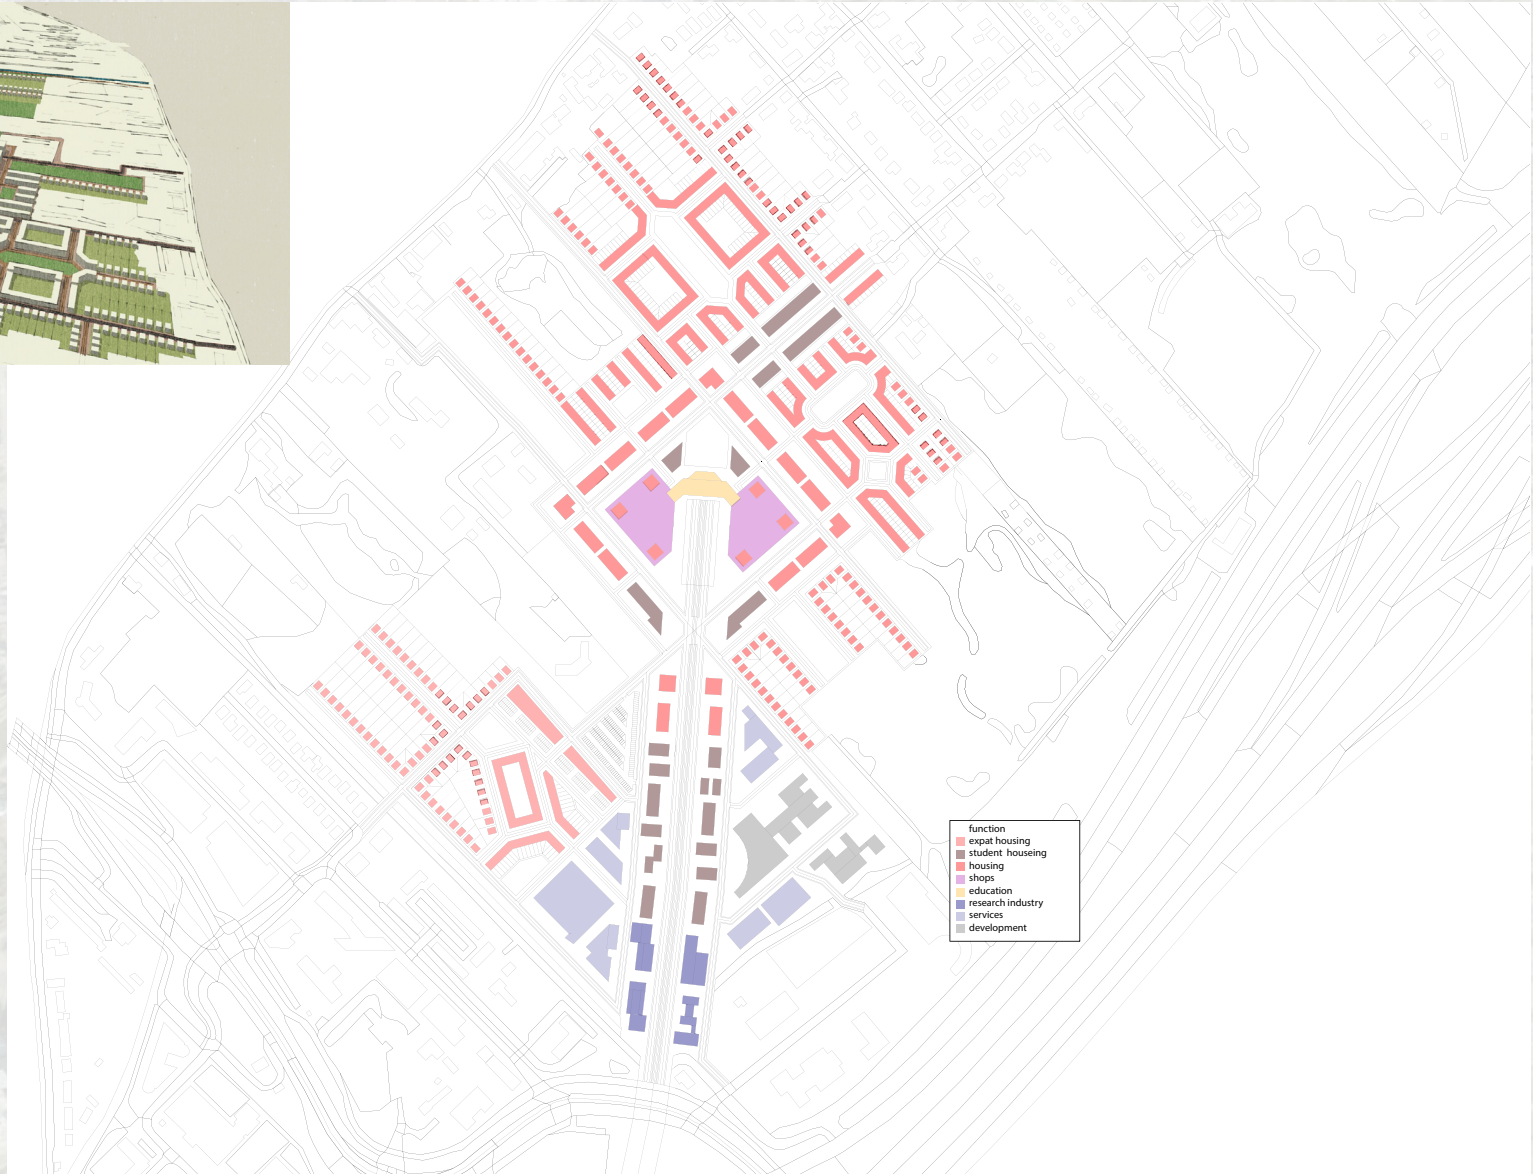 function
expat housing
student houseing
housing
shops
education
research industry
services
development